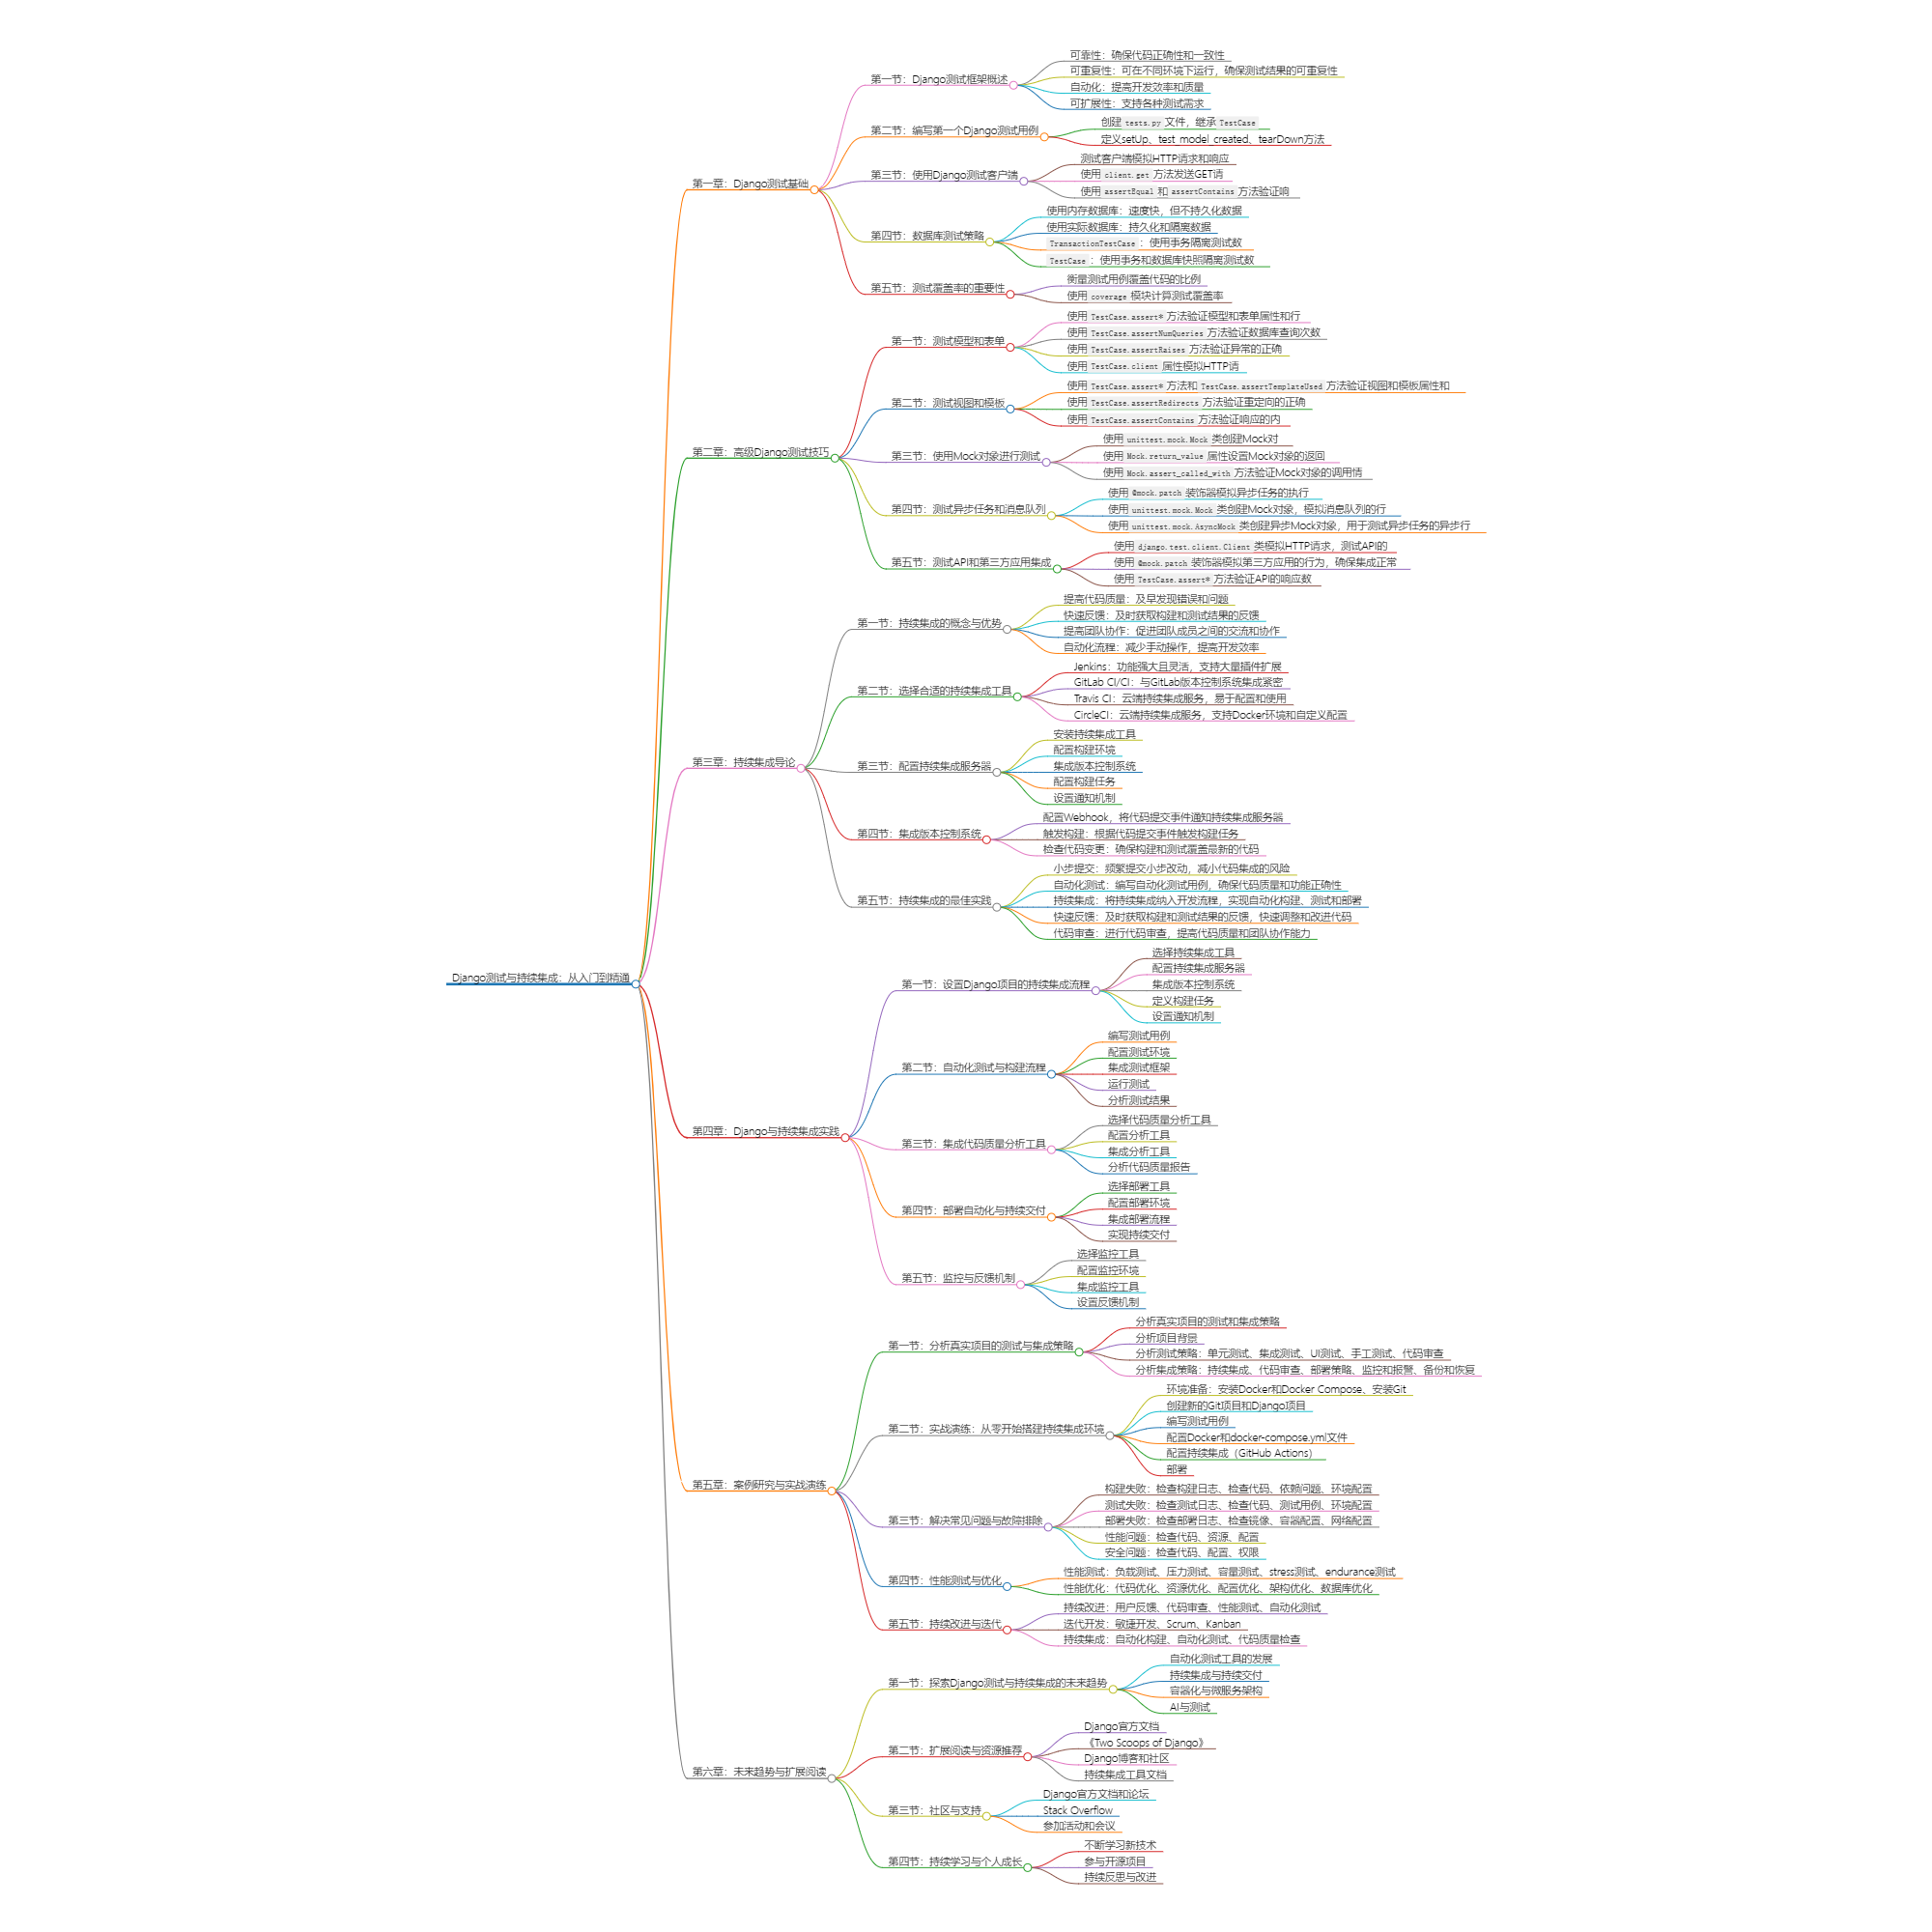 Django测试与持续集成：从入门到精通
第一章：Django测试基础
第一节：Django测试框架概述
可靠性：确保代码正确性和一致性
可重复性：可在不同环境下运行，确保测试结果的可重复性
自动化：提高开发效率和质量
可扩展性：支持各种测试需求
第二节：编写第一个Django测试用例
创建 tests.py 文件，继承 TestCase
定义setUp、test_model_created、tearDown方法
第三节：使用Django测试客户端
测试客户端模拟HTTP请求和响应
使用 client.get 方法发送GET请
使用 assertEqual 和 assertContains 方法验证响
第四节：数据库测试策略
使用内存数据库：速度快，但不持久化数据
使用实际数据库：持久化和隔离数据
TransactionTestCase ：使用事务隔离测试数
TestCase ：使用事务和数据库快照隔离测试数
第五节：测试覆盖率的重要性
衡量测试用例覆盖代码的比例
使用 coverage 模块计算测试覆盖率
第二章：高级Django测试技巧
第一节：测试模型和表单
使用 TestCase.assert* 方法验证模型和表单属性和行
使用 TestCase.assertNumQueries 方法验证数据库查询次数
使用 TestCase.assertRaises 方法验证异常的正确
使用 TestCase.client 属性模拟HTTP请
第二节：测试视图和模板
使用 TestCase.assert* 方法和 TestCase.assertTemplateUsed 方法验证视图和模板属性和
使用 TestCase.assertRedirects 方法验证重定向的正确
使用 TestCase.assertContains 方法验证响应的内
第三节：使用Mock对象进行测试
使用 unittest.mock.Mock 类创建Mock对
使用 Mock.return_value 属性设置Mock对象的返回
使用 Mock.assert_called_with 方法验证Mock对象的调用情
第四节：测试异步任务和消息队列
使用 @mock.patch 装饰器模拟异步任务的执行
使用 unittest.mock.Mock 类创建Mock对象，模拟消息队列的行
使用 unittest.mock.AsyncMock 类创建异步Mock对象，用于测试异步任务的异步行
第五节：测试API和第三方应用集成
使用 django.test.client.Client 类模拟HTTP请求，测试API的
使用 @mock.patch 装饰器模拟第三方应用的行为，确保集成正常
使用 TestCase.assert* 方法验证API的响应数
第三章：持续集成导论
第一节：持续集成的概念与优势
提高代码质量：及早发现错误和问题
快速反馈：及时获取构建和测试结果的反馈
提高团队协作：促进团队成员之间的交流和协作
自动化流程：减少手动操作，提高开发效率
第二节：选择合适的持续集成工具
Jenkins：功能强大且灵活，支持大量插件扩展
GitLab CI/CI：与GitLab版本控制系统集成紧密
Travis CI：云端持续集成服务，易于配置和使用
CircleCI：云端持续集成服务，支持Docker环境和自定义配置
第三节：配置持续集成服务器
安装持续集成工具
配置构建环境
集成版本控制系统
配置构建任务
设置通知机制
第四节：集成版本控制系统
配置Webhook，将代码提交事件通知持续集成服务器
触发构建：根据代码提交事件触发构建任务
检查代码变更：确保构建和测试覆盖最新的代码
第五节：持续集成的最佳实践
小步提交：频繁提交小步改动，减小代码集成的风险
自动化测试：编写自动化测试用例，确保代码质量和功能正确性
持续集成：将持续集成纳入开发流程，实现自动化构建、测试和部署
快速反馈：及时获取构建和测试结果的反馈，快速调整和改进代码
代码审查：进行代码审查，提高代码质量和团队协作能力
第四章：Django与持续集成实践
第一节：设置Django项目的持续集成流程
选择持续集成工具
配置持续集成服务器
集成版本控制系统
定义构建任务
设置通知机制
第二节：自动化测试与构建流程
编写测试用例
配置测试环境
集成测试框架
运行测试
分析测试结果
第三节：集成代码质量分析工具
选择代码质量分析工具
配置分析工具
集成分析工具
分析代码质量报告
第四节：部署自动化与持续交付
选择部署工具
配置部署环境
集成部署流程
实现持续交付
第五节：监控与反馈机制
选择监控工具
配置监控环境
集成监控工具
设置反馈机制
第五章：案例研究与实战演练
第一节：分析真实项目的测试与集成策略
分析真实项目的测试和集成策略
分析项目背景
分析测试策略：单元测试、集成测试、UI测试、手工测试、代码审查
分析集成策略：持续集成、代码审查、部署策略、监控和报警、备份和恢复
第二节：实战演练：从零开始搭建持续集成环境
环境准备：安装Docker和Docker Compose、安装Git
创建新的Git项目和Django项目
编写测试用例
配置Docker和docker-compose.yml文件
配置持续集成（GitHub Actions）
部署
第三节：解决常见问题与故障排除
构建失败：检查构建日志、检查代码、依赖问题、环境配置
测试失败：检查测试日志、检查代码、测试用例、环境配置
部署失败：检查部署日志、检查镜像、容器配置、网络配置
性能问题：检查代码、资源、配置
安全问题：检查代码、配置、权限
第四节：性能测试与优化
性能测试：负载测试、压力测试、容量测试、stress测试、endurance测试
性能优化：代码优化、资源优化、配置优化、架构优化、数据库优化
第五节：持续改进与迭代
持续改进：用户反馈、代码审查、性能测试、自动化测试
迭代开发：敏捷开发、Scrum、Kanban
持续集成：自动化构建、自动化测试、代码质量检查
第六章：未来趋势与扩展阅读
第一节：探索Django测试与持续集成的未来趋势
自动化测试工具的发展
持续集成与持续交付
容器化与微服务架构
AI与测试
第二节：扩展阅读与资源推荐
Django官方文档
《Two Scoops of Django》
Django博客和社区
持续集成工具文档
第三节：社区与支持
Django官方文档和论坛
Stack Overflow
参加活动和会议
第四节：持续学习与个人成长
不断学习新技术
参与开源项目
持续反思与改进